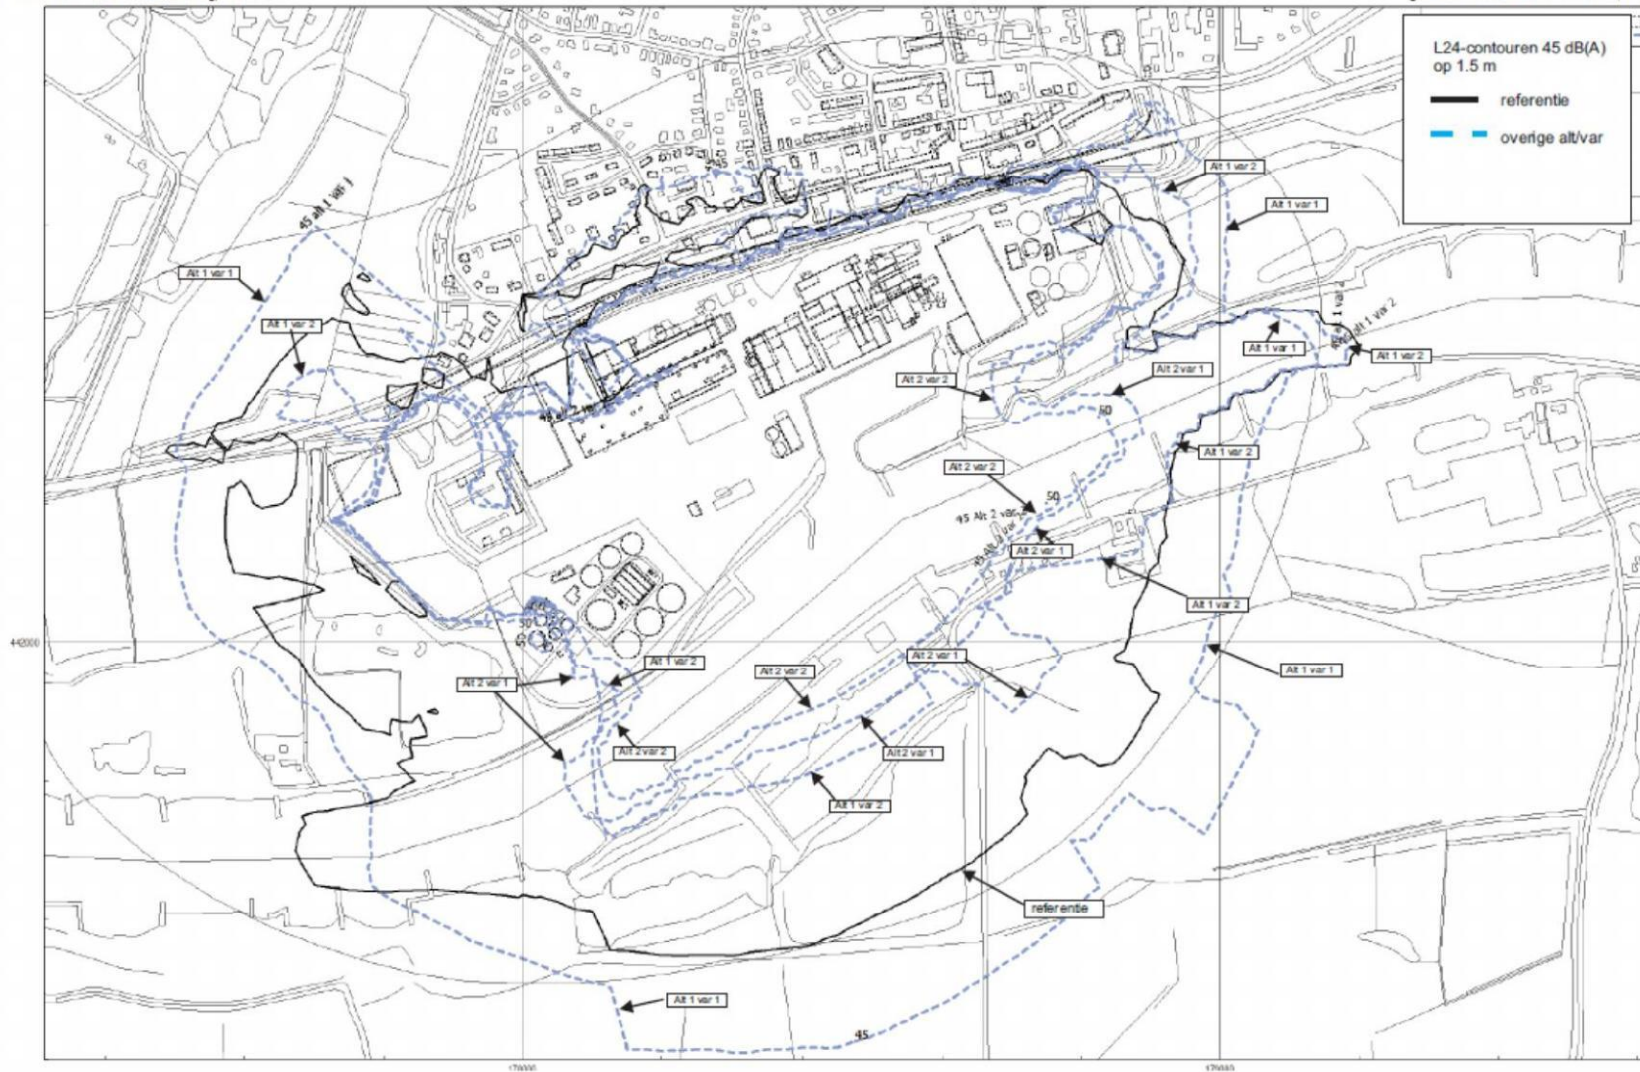 L24-contouren 45 dB(A)
op 1.5 m
referentie
overige alt/var
45
Alt 1 var 2
45 alt 1 var 1
Alt 1 var 1
Alt 1 var 1
Alt 1 var 2
Alt 1 var 1
Alt 1 var 2
Alt 2 var 1
Alt 2 var 2
50
Alt 1 var 2
Alt 2 var 2
50
45 Alt 2 var
Alt 2 var 1
Alt 1 var 2
50
50
442000
Alt 2 var 1
Alt 1 var 2
Alt 2 var 2
Alt 1 var 1
Alt 2 var 1
Alt 2 var 2
Alt 2 var 1
Alt 1 var 2
referentie
Alt 1 var 1
45